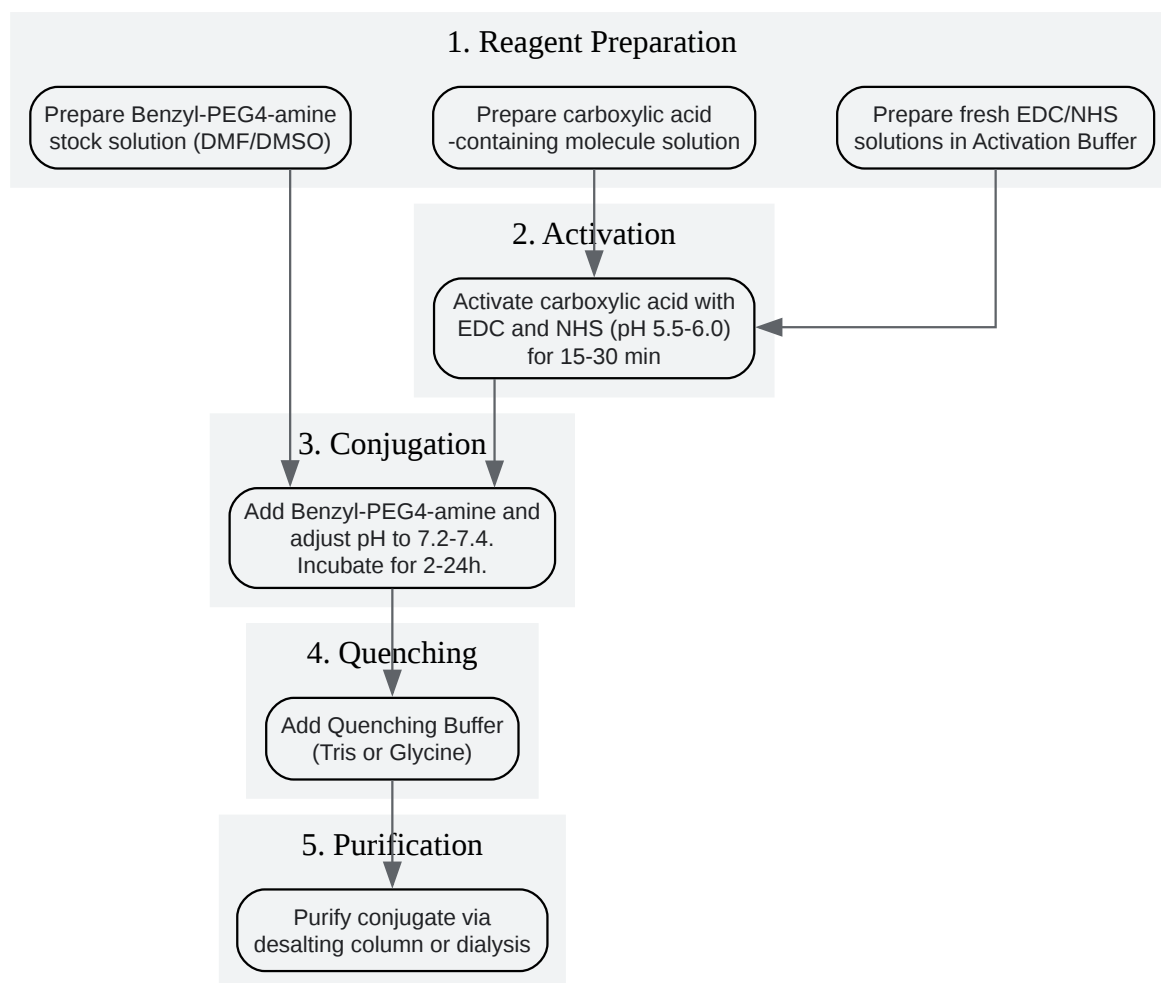 1. Reagent Preparation
Prepare Benzyl-PEG4-amine
stock solution (DMF/DMSO)
Prepare carboxylic acid
-containing molecule solution
Prepare fresh EDC/NHS
solutions in Activation Buffer
2. Activation
Activate carboxylic acid with
EDC and NHS (pH 5.5-6.0)
for 15-30 min
3. Conjugation
Add Benzyl-PEG4-amine and
adjust pH to 7.2-7.4.
Incubate for 2-24h.
4. Quenching
Add Quenching Buffer
(Tris or Glycine)
5. Purification
Purify conjugate via
desalting column or dialysis